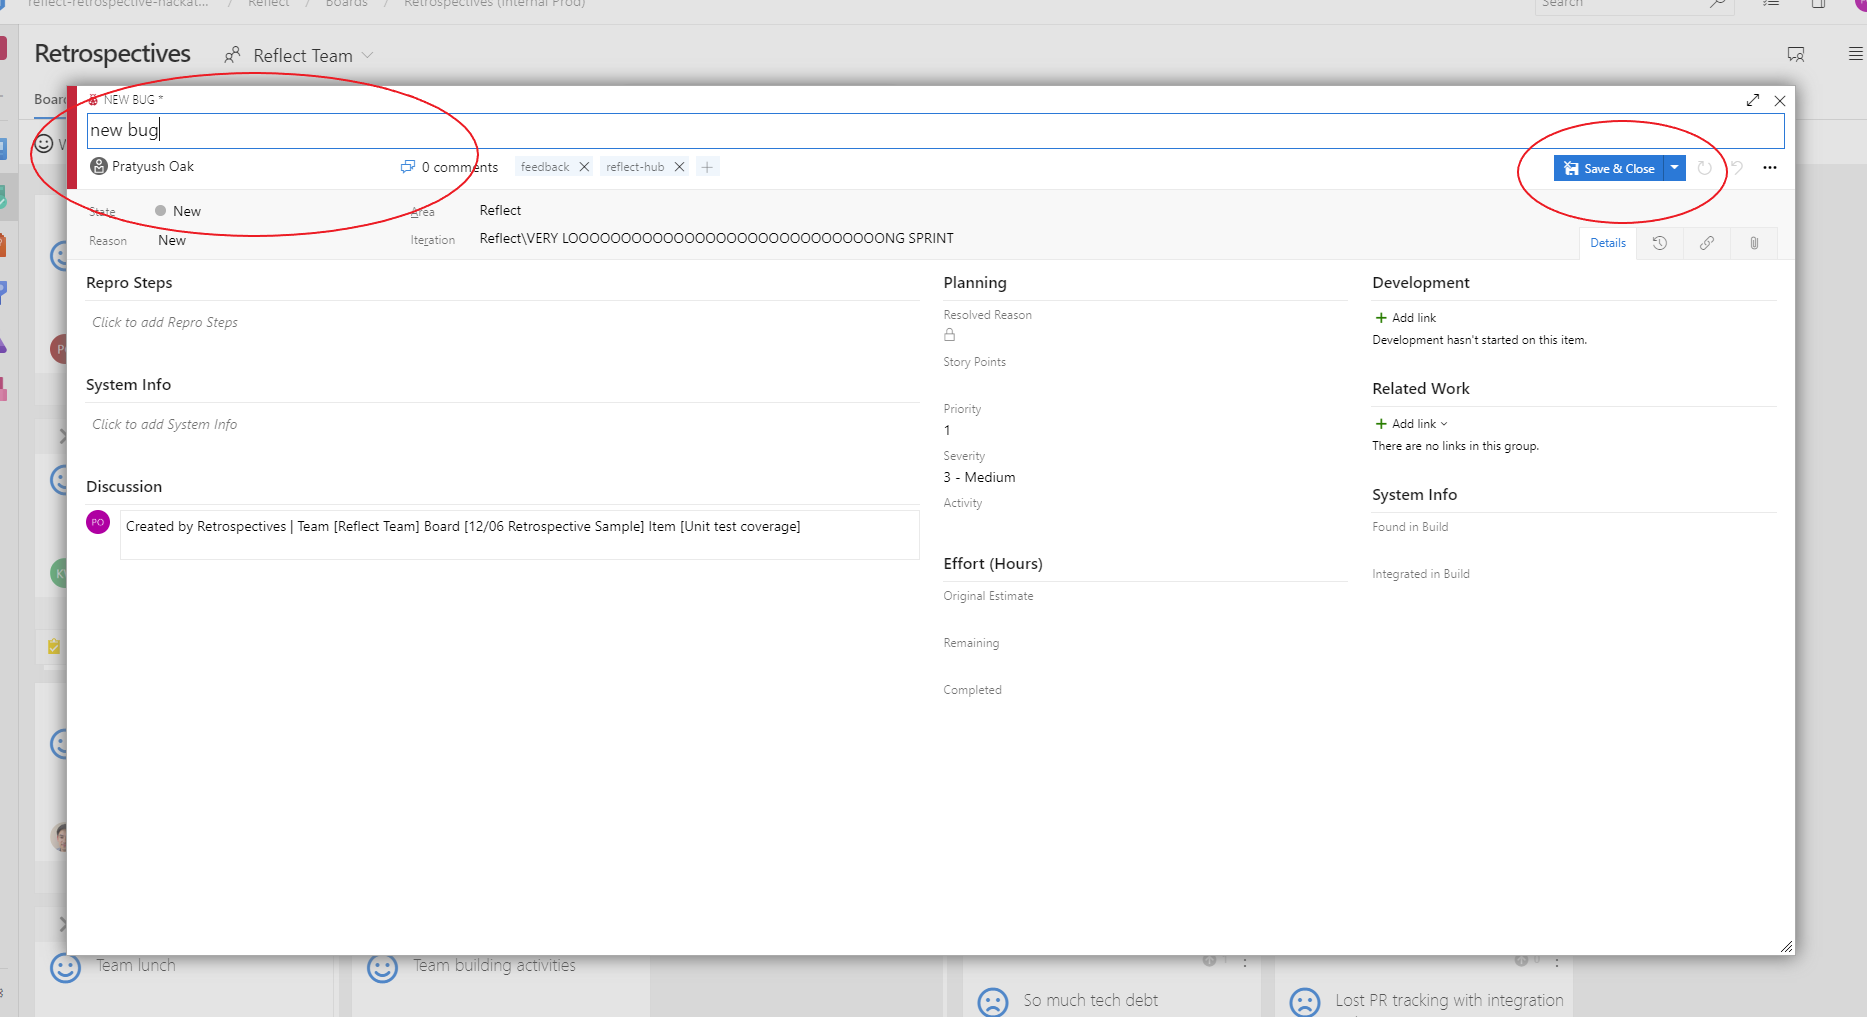 reflect-retrospective-hackat... / Reflect / Boards / Retrospectives (Internal Prod)
Search
Retrospectives
Reflect Team
Board
NEW BUG *
new bug
Pratyush Oak
0 comments
feedback
reflect-hub
Save & Close
State
New
Area
Reflect
Reason
New
Iteration
Reflect\VERY LOOOOOOOOOOOOOOOOOOOOOOOOOOOOOONG SPRINT
Details
Repro Steps
Click to add Repro Steps
System Info
Click to add System Info
Discussion
PO
Created by Retrospectives | Team [Reflect Team] Board [12/06 Retrospective Sample] Item [Unit test coverage]
Planning
Resolved Reason
Story Points
Priority
1
Severity
3 - Medium
Activity
Effort (Hours)
Original Estimate
Remaining
Completed
Development
Add link
Development hasn't started on this item.
Related Work
Add link
There are no links in this group.
System Info
Found in Build
Integrated in Build
Team lunch
Team building activities
1
So much tech debt
0
Lost PR tracking with integration